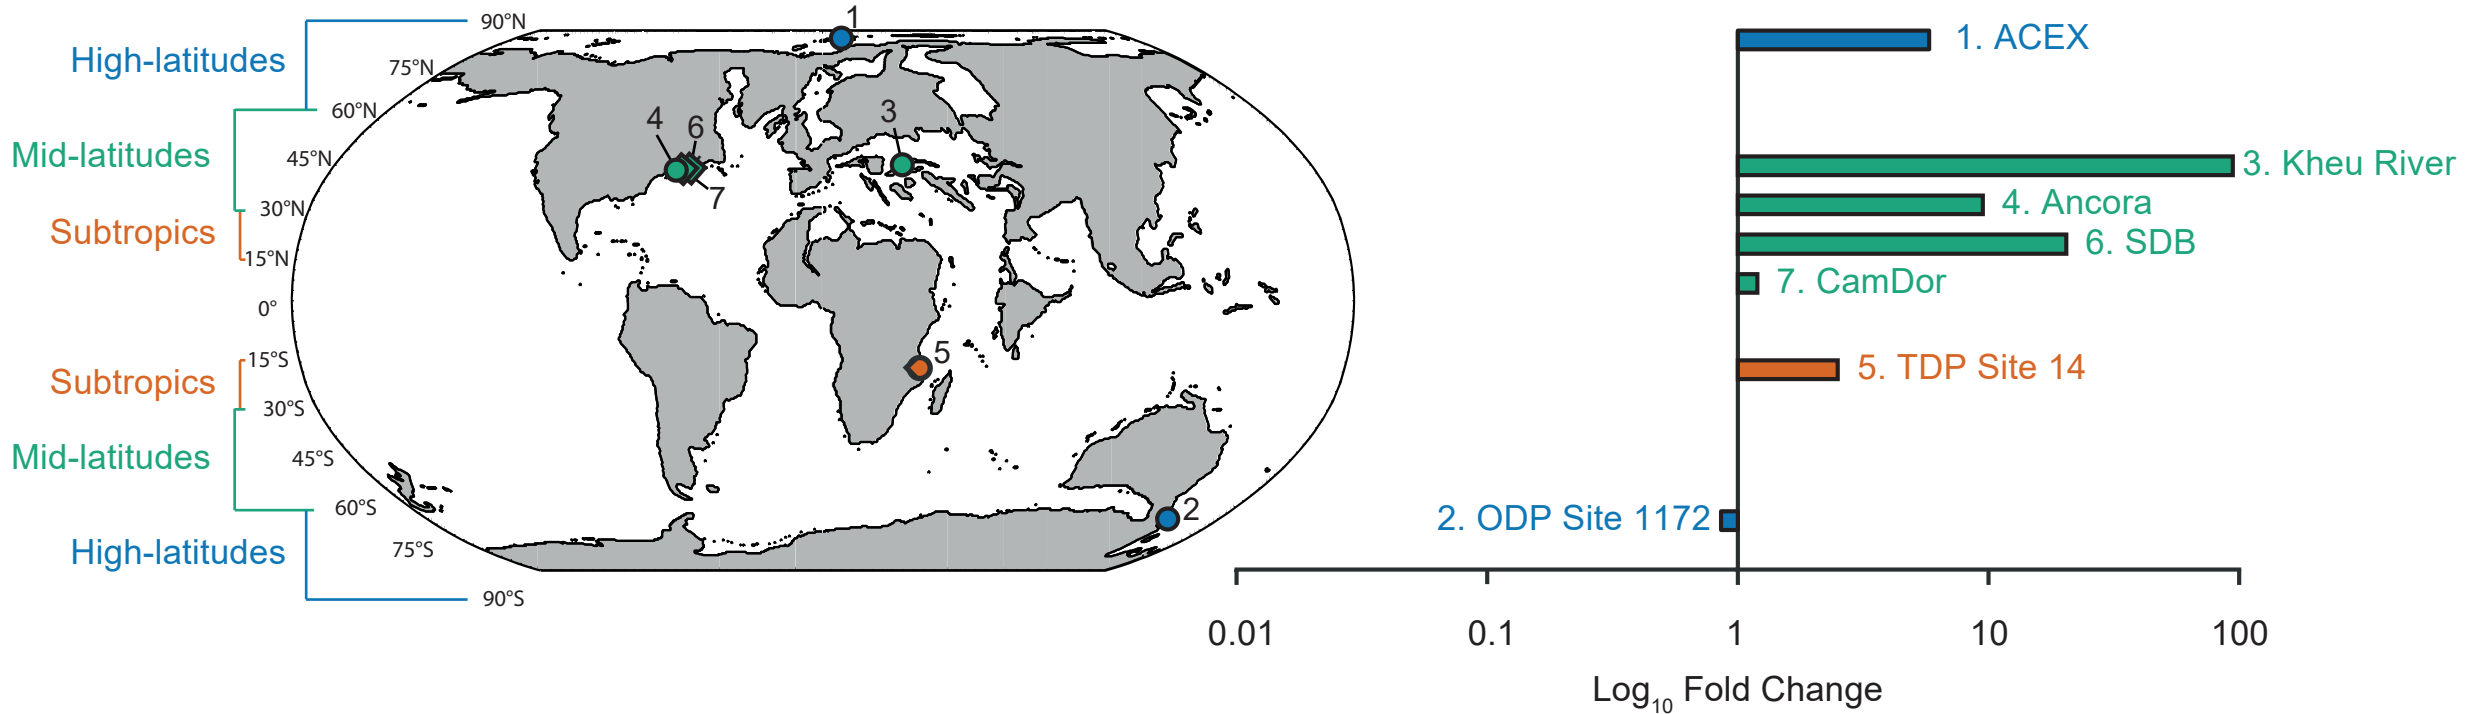 High-latitudes
Mid-latitudes
Subtropics
Subtropics
Mid-latitudes
High-latitudes
90°N
75°N
60°N
45°N
30°N
15°N
0°
15°S
30°S
45°S
60°S
75°S
90°S
1
4
6
3
7
5
2
1. ACEX
3. Kheu River
4. Ancora
6. SDB
7. CamDor
5. TDP Site 14
2. ODP Site 1172
0.01 0.1 1 10 100
Log10 Fold Change